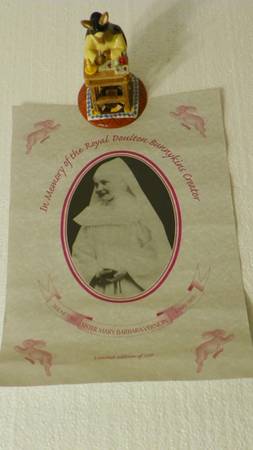 In Memory of the Royal Doulton Bunnykins Creator
SISTER MARY BARBARA VERNON
A limited edition of